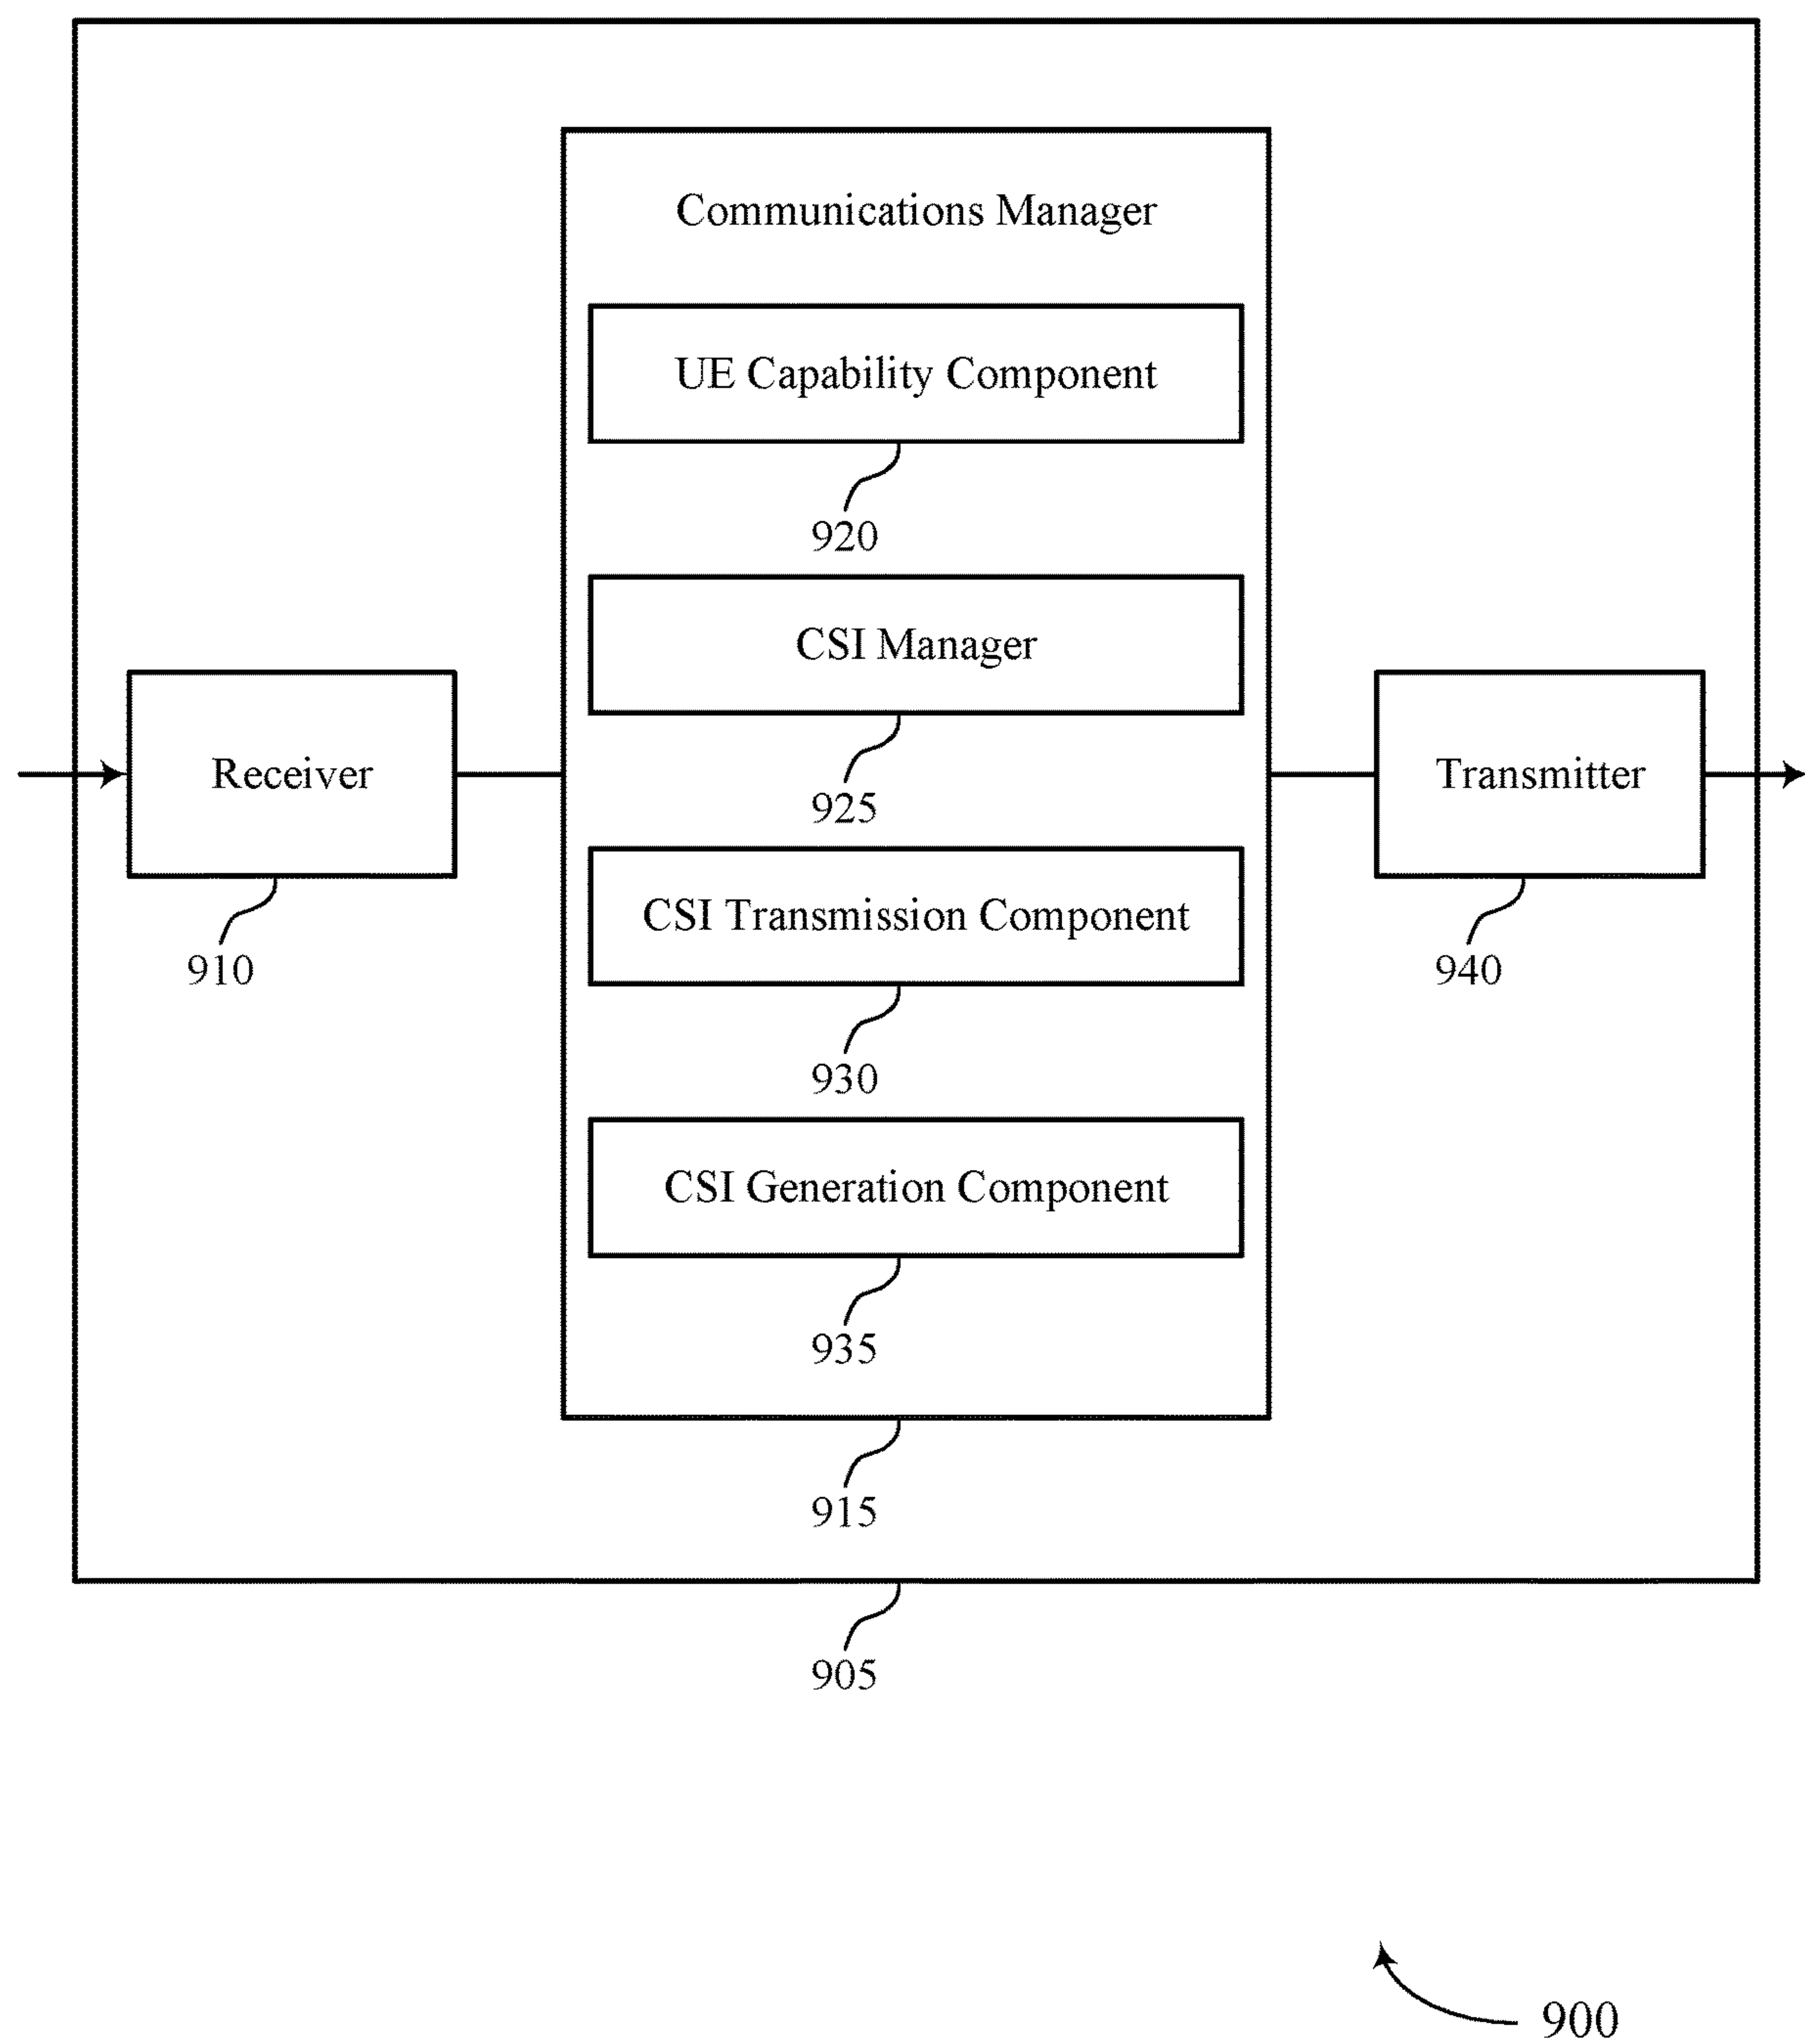 Communications Manager
UE Capability Component
920
CSI Manager
925
Receiver
910
Transmitter
940
CSI Transmission Component
930
CSI Generation Component
935
915
905
900